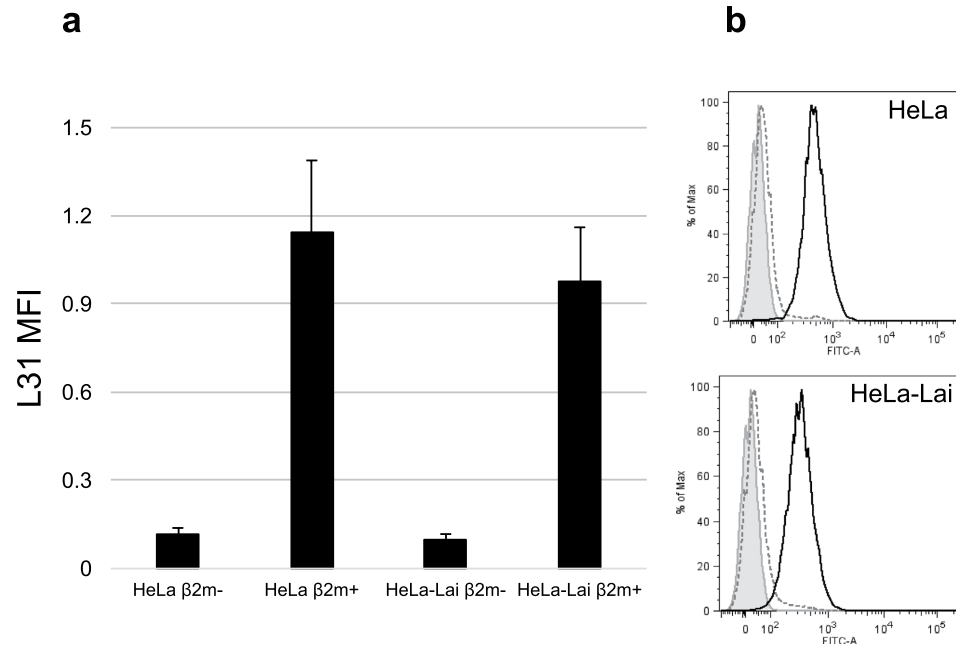 a
b
1.5
1.2
0.9
0.6
0.3
0
L31 MFI
HeLa β2m-
HeLa β2m+
HeLa-Lai β2m-
HeLa-Lai β2m+
HeLa
100
80
60
40
20
0
% of Max
0 10² 10³ 10⁴ 10⁵
FITC-A
HeLa-Lai
100
80
60
40
20
0
% of Max
0 10² 10³ 10⁴ 10⁵
FITC-A